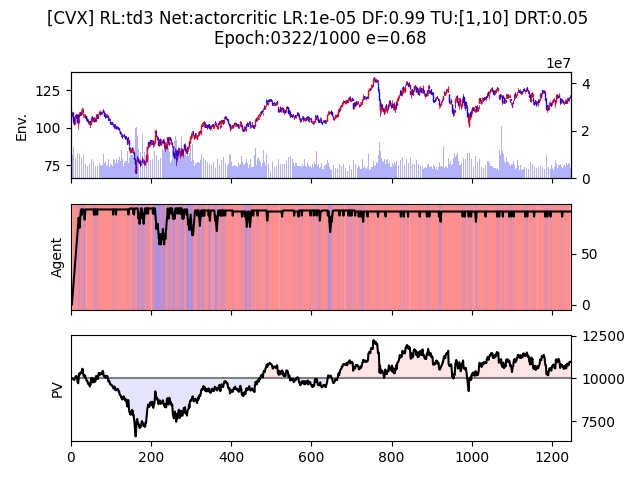 [CVX] RL:td3 Net:actorcritic LR:1e-05 DF:0.99 TU:[1,10] DRT:0.05
Epoch:0322/1000 e=0.68
1e7
Env.
125
100
75
4
2
0
Agent
50
0
PV
12500
10000
7500
0 200 400 600 800 1000 1200